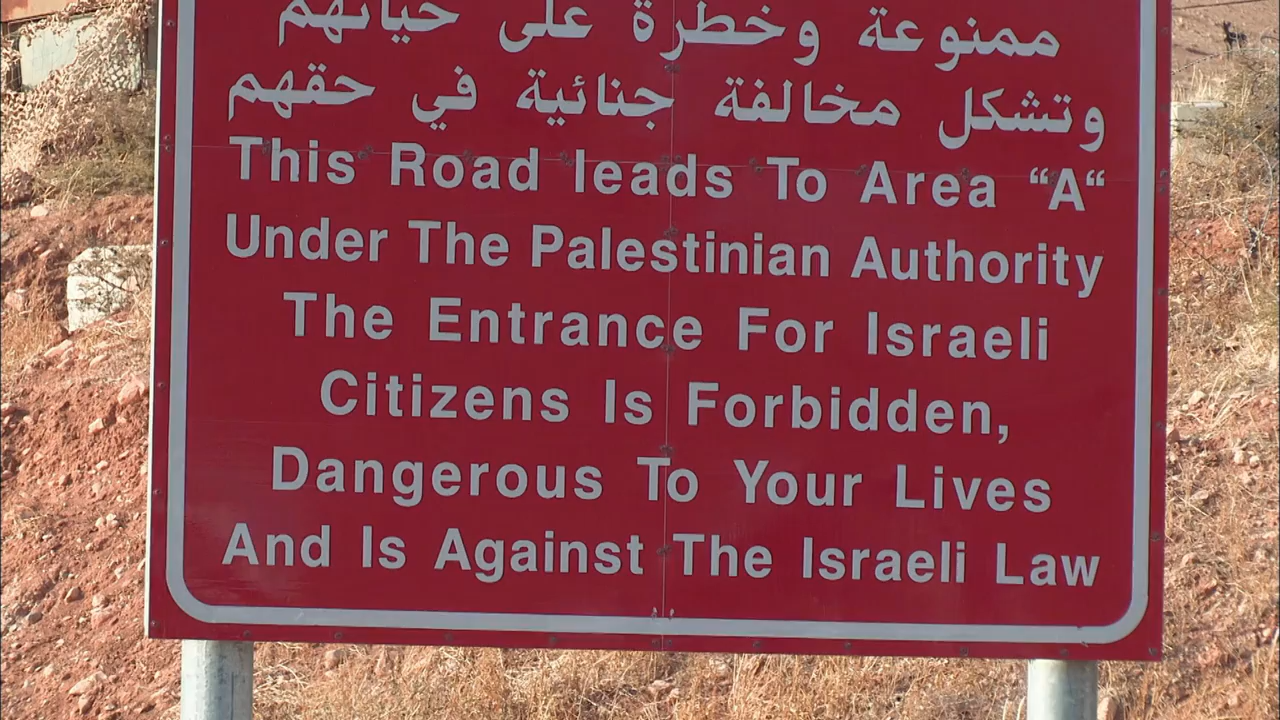 ممنوعة وخطرة على حياتهم
وتشكل مخالفة جنائية في حقهم
This Road leads To Area “A“
Under The Palestinian Authority
The Entrance For Israeli
Citizens Is Forbidden,
Dangerous To Your Lives
And Is Against The Israeli Law